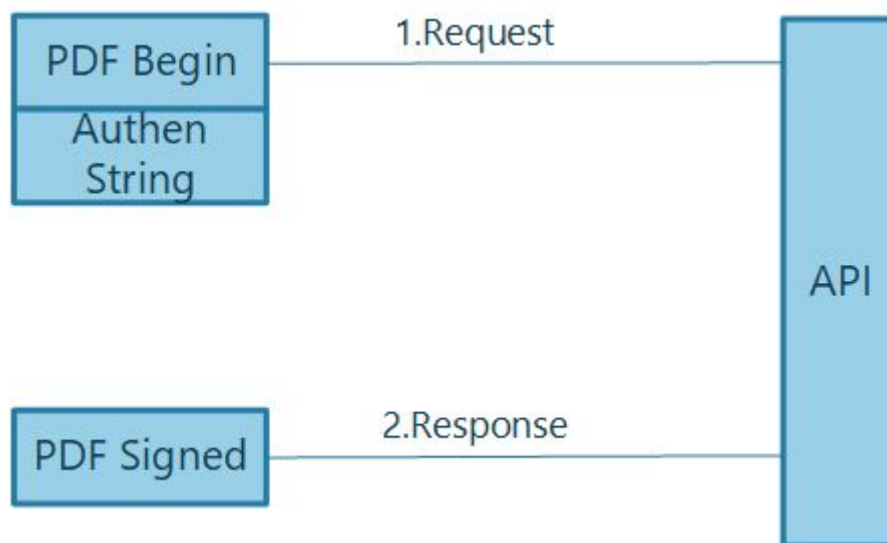 PDF Begin
1.Request
Authen
String
API
PDF Signed
2.Response